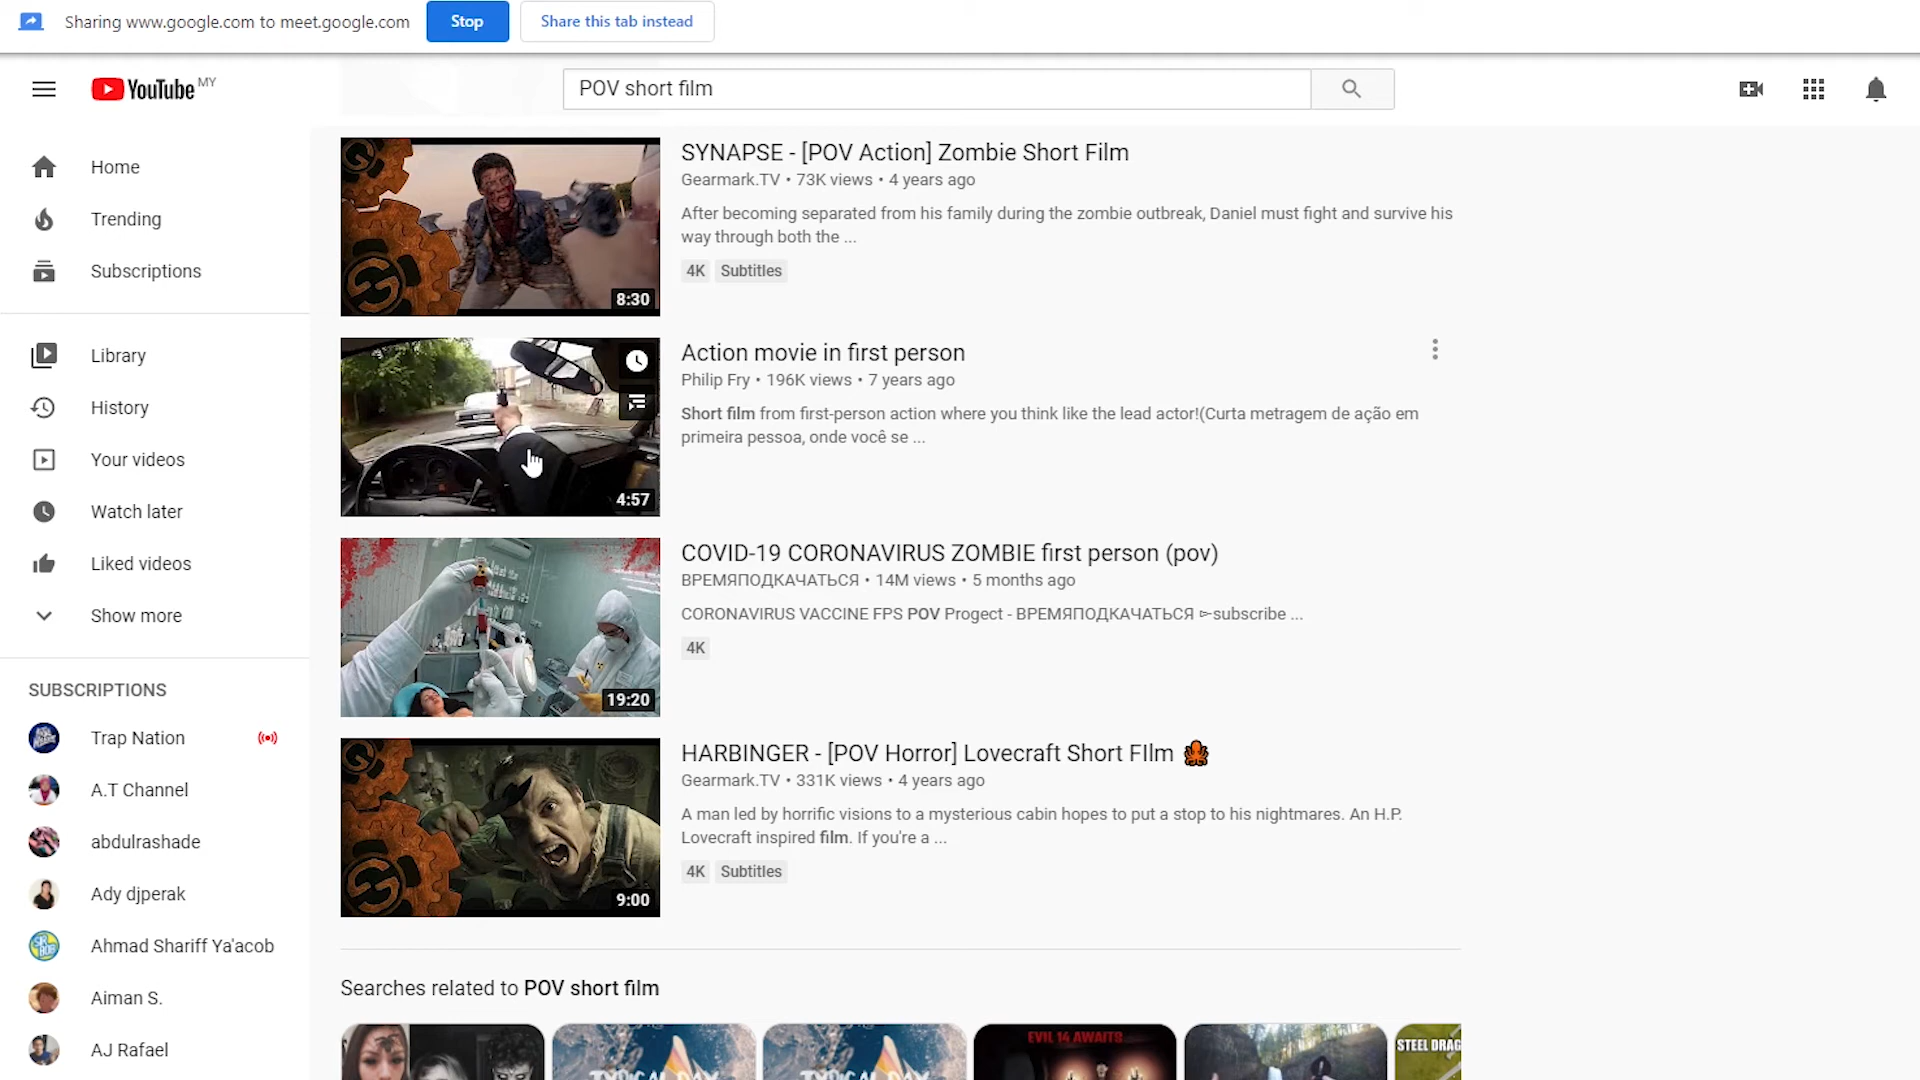 Sharing www.google.com to meet.google.com
Stop
Share this tab instead
YouTube MY
POV short film
Home
Trending
Subscriptions
Library
History
Your videos
Watch later
Liked videos
Show more
SUBSCRIPTIONS
Trap Nation
A.T Channel
abdulrashade
Ady djperak
Ahmad Shariff Ya'acob
Aiman S.
AJ Rafael
8:30
SYNAPSE - [POV Action] Zombie Short Film
Gearmark.TV • 73K views • 4 years ago
After becoming separated from his family during the zombie outbreak, Daniel must fight and survive his
way through both the ...
4K Subtitles
4:57
Action movie in first person
Philip Fry • 196K views • 7 years ago
Short film from first-person action where you think like the lead actor!(Curta metragem de ação em
primeira pessoa, onde você se ...
19:20
COVID-19 CORONAVIRUS ZOMBIE first person (pov)
ВРЕМЯПОДКАЧАТЬСЯ • 14M views • 5 months ago
CORONAVIRUS VACCINE FPS POV Progect - ВРЕМЯПОДКАЧАТЬСЯ ▻subscribe ...
4K
9:00
HARBINGER - [POV Horror] Lovecraft Short FIlm 🐙
Gearmark.TV • 331K views • 4 years ago
A man led by horrific visions to a mysterious cabin hopes to put a stop to his nightmares. An H.P.
Lovecraft inspired film. If you're a ...
4K Subtitles
Searches related to POV short film
TYPICAL DAY
TYPICAL DAY
EVIL 14 AWAITS
STEEL DRAG